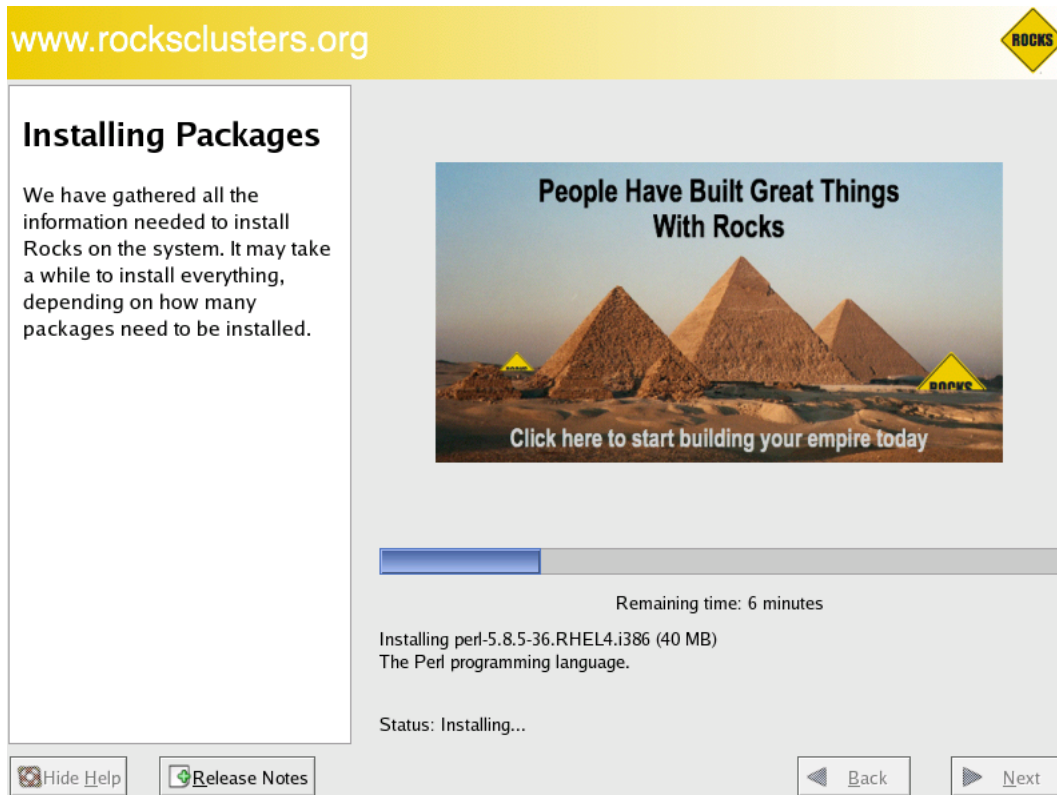 www.rocksclusters.org
ROCKS
Installing Packages
We have gathered all the
information needed to install
Rocks on the system. It may take
a while to install everything,
depending on how many
packages need to be installed.
People Have Built Great Things
With Rocks
ROCKS
Click here to start building your empire today
Remaining time: 6 minutes
Installing perl-5.8.5-36.RHEL4.i386 (40 MB)
The Perl programming language.
Status: Installing...
Hide Help
Release Notes
Back
Next